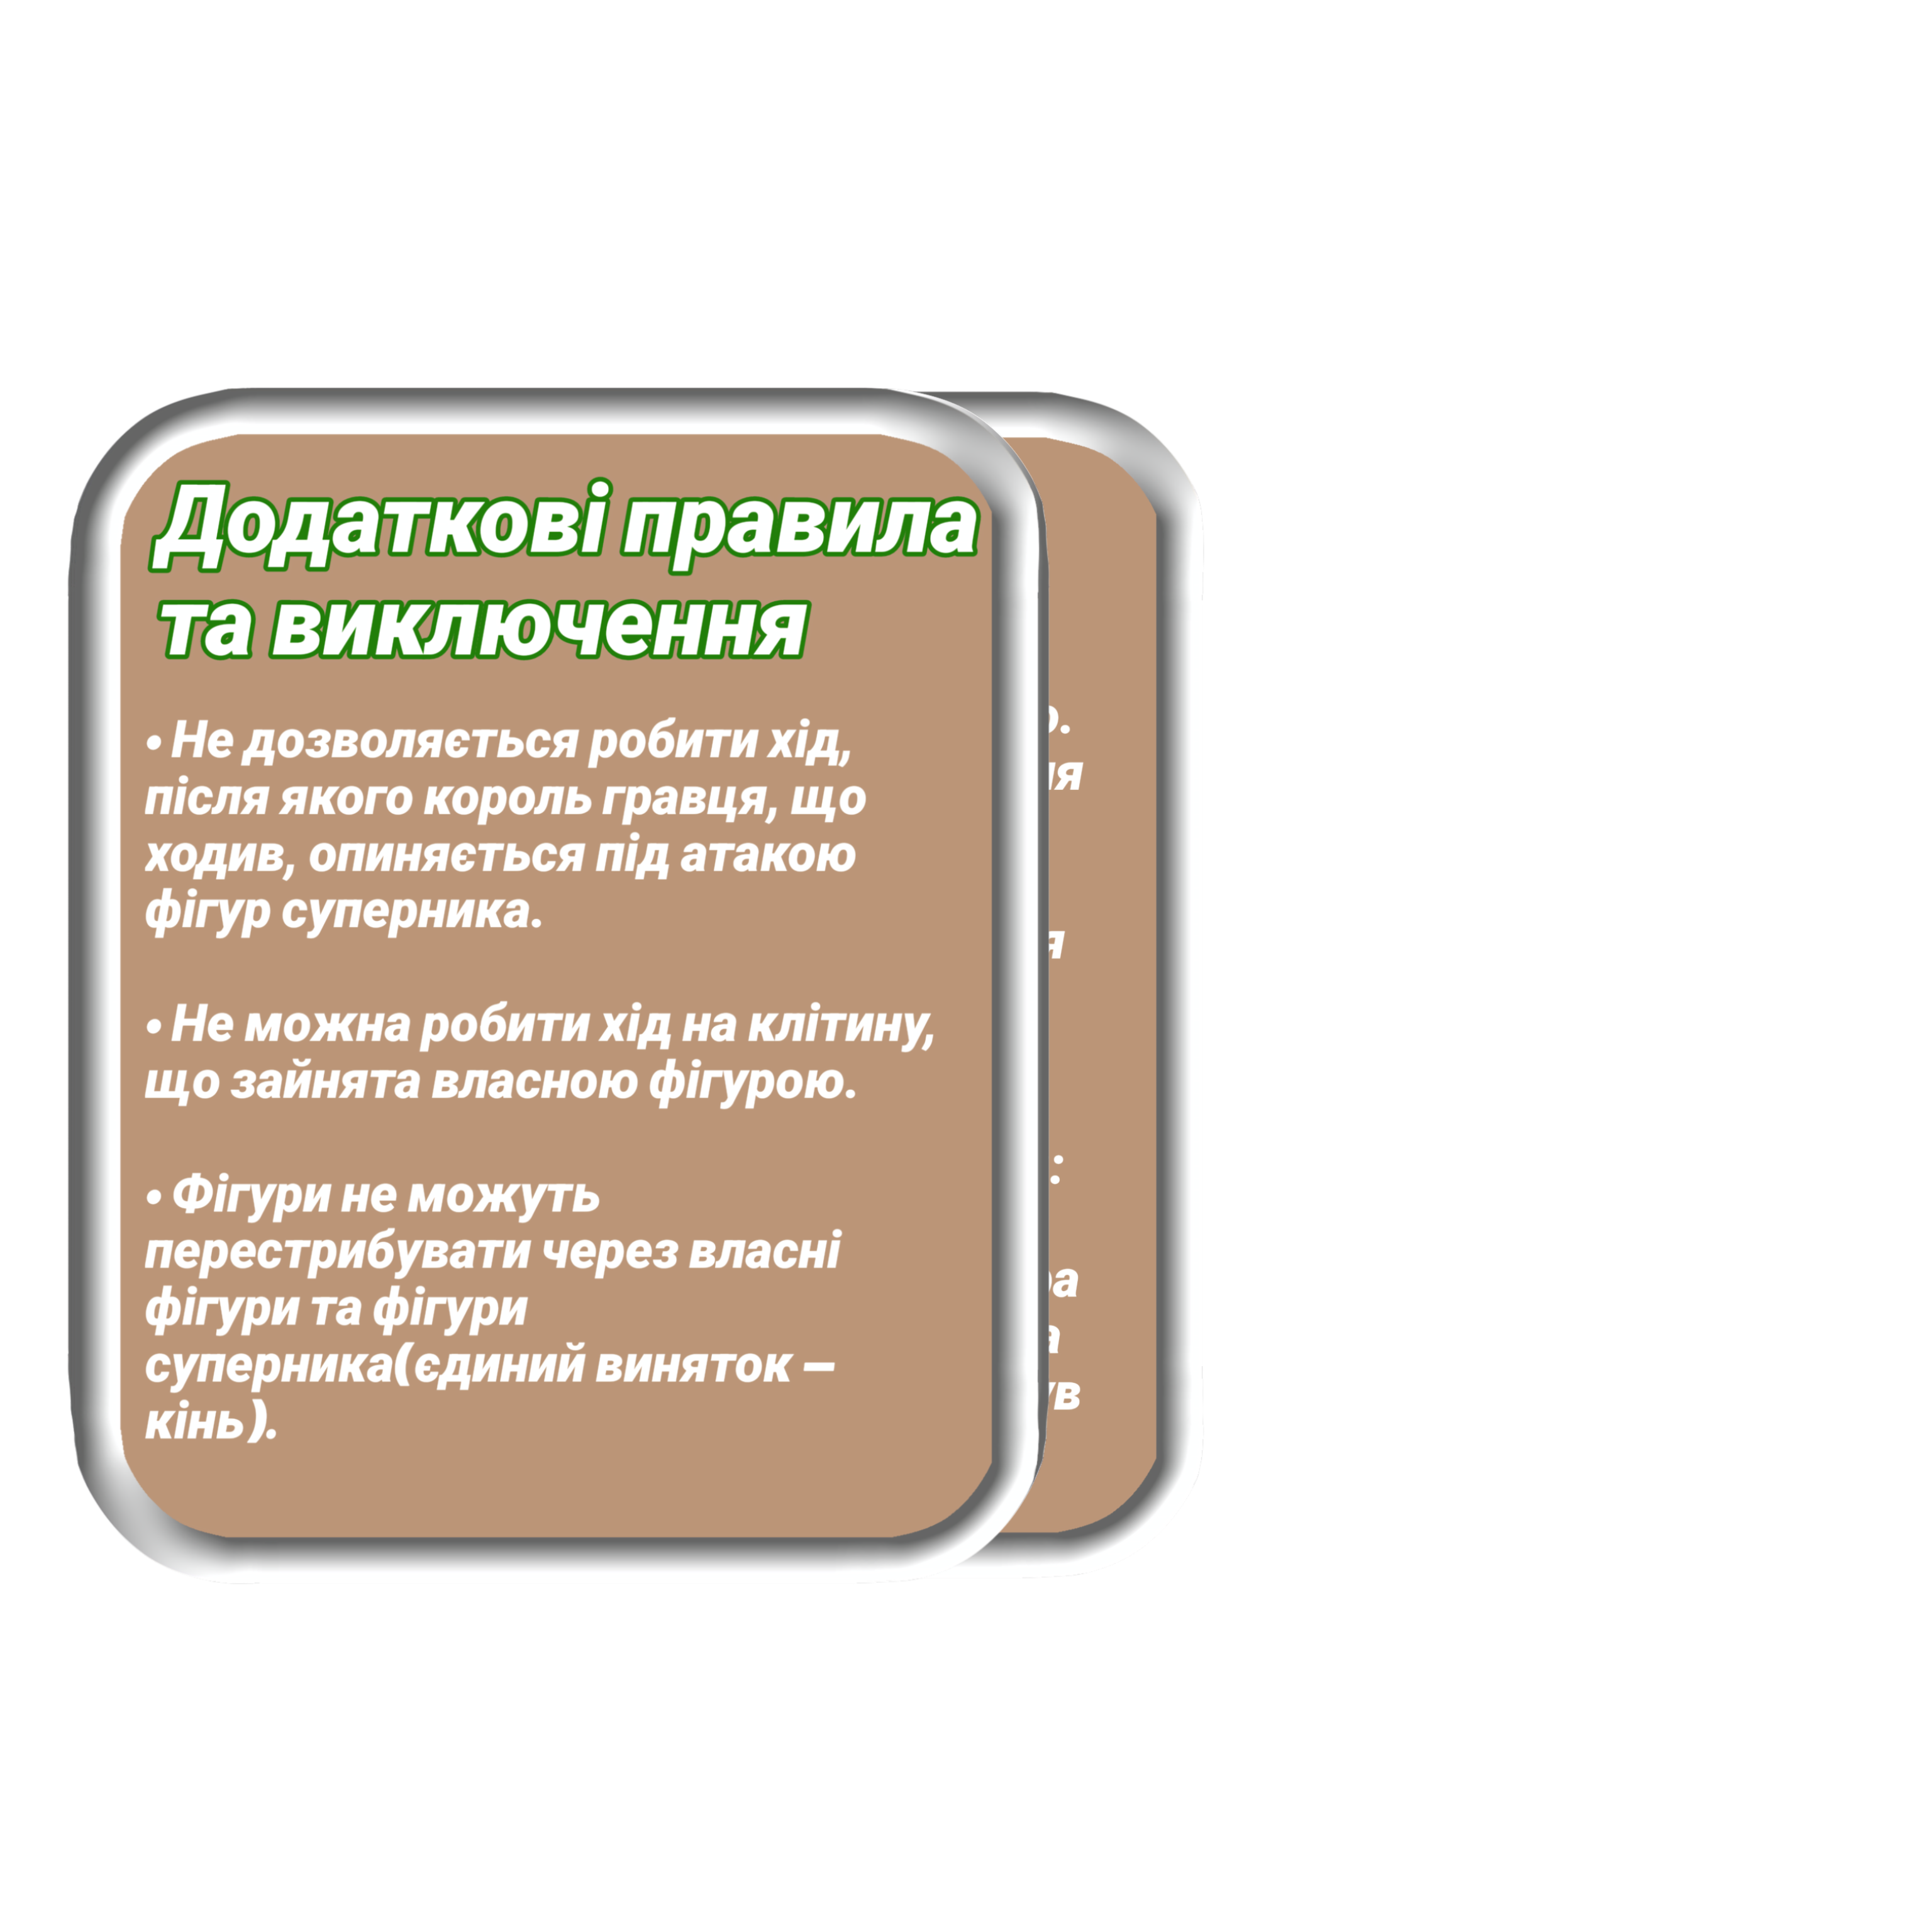 Додаткові правила
та виключення
• Не дозволяється робити хід,
після якого король гравця, що
ходив, опиняється під атакою
фігур суперника.
• Не можна робити хід на клітину,
що зайнята власною фігурою.
• Фігури не можуть
перестрибувати через власні
фігури та фігури
суперника(єдиний виняток –
кінь).